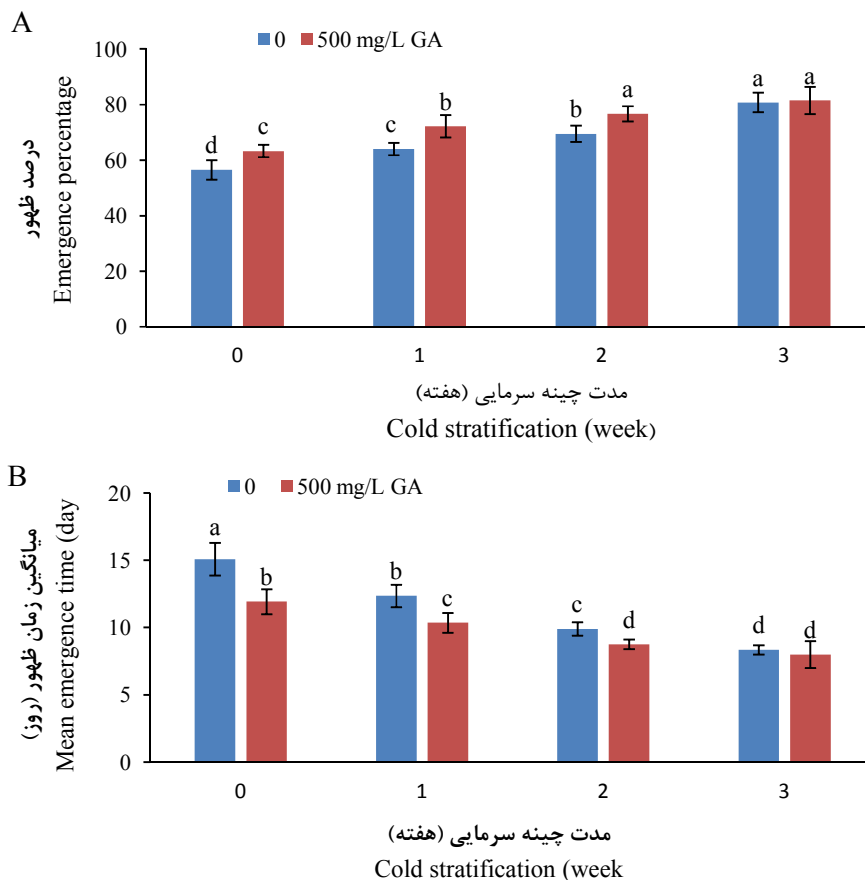 A
0 500 mg/L GA
100
80
60
40
20
0
d c c b b a a a
درصد ظهور
Emergence percentage
0 1 2 3
مدت چینه سرمایی (هفته)
Cold stratification (week)
B
0 500 mg/L GA
20
15
10
5
0
a b b c c d d d
میانگین زمان ظهور (روز)
Mean emergence time (day
0 1 2 3
مدت چینه سرمایی (هفته)
Cold stratification (week